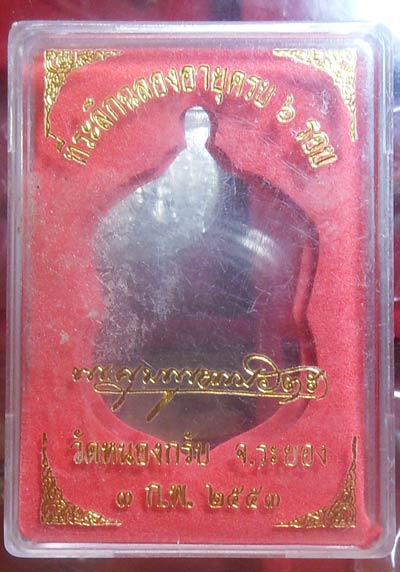 ที่ระลึกฉลองอายุครบ ๖ รอบ
วัดหนองกรับ จ.ระยอง
๓ ก.พ. ๒๕๕๓